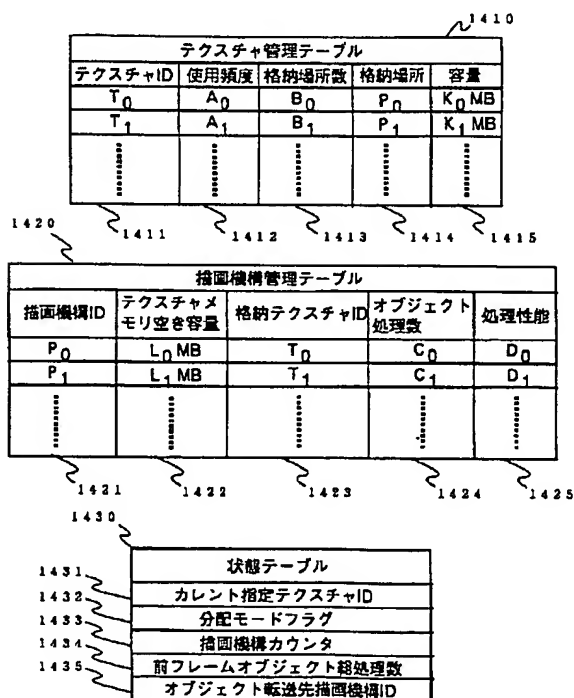 1410
テクスチャ管理テーブル
テクスチャID 使用頻度 格納場所数 格納場所 容量
T0 A0 B0 P0 K0 MB
T1 A1 B1 P1 K1 MB
1411 1412 1413 1414 1415
1420
描画機構管理テーブル
描画機構ID テクスチャメモリ空き容量 格納テクスチャID オブジェクト処理数 処理性能
P0 L0 MB T0 C0 D0
P1 L1 MB T1 C1 D1
1421 1422 1423 1424 1425
1430
状態テーブル
1431 カレント指定テクスチャID
1432 分配モードフラグ
1433 描画機構カウンタ
1434 前フレームオブジェクト総処理数
1435 オブジェクト転送先描画機構ID